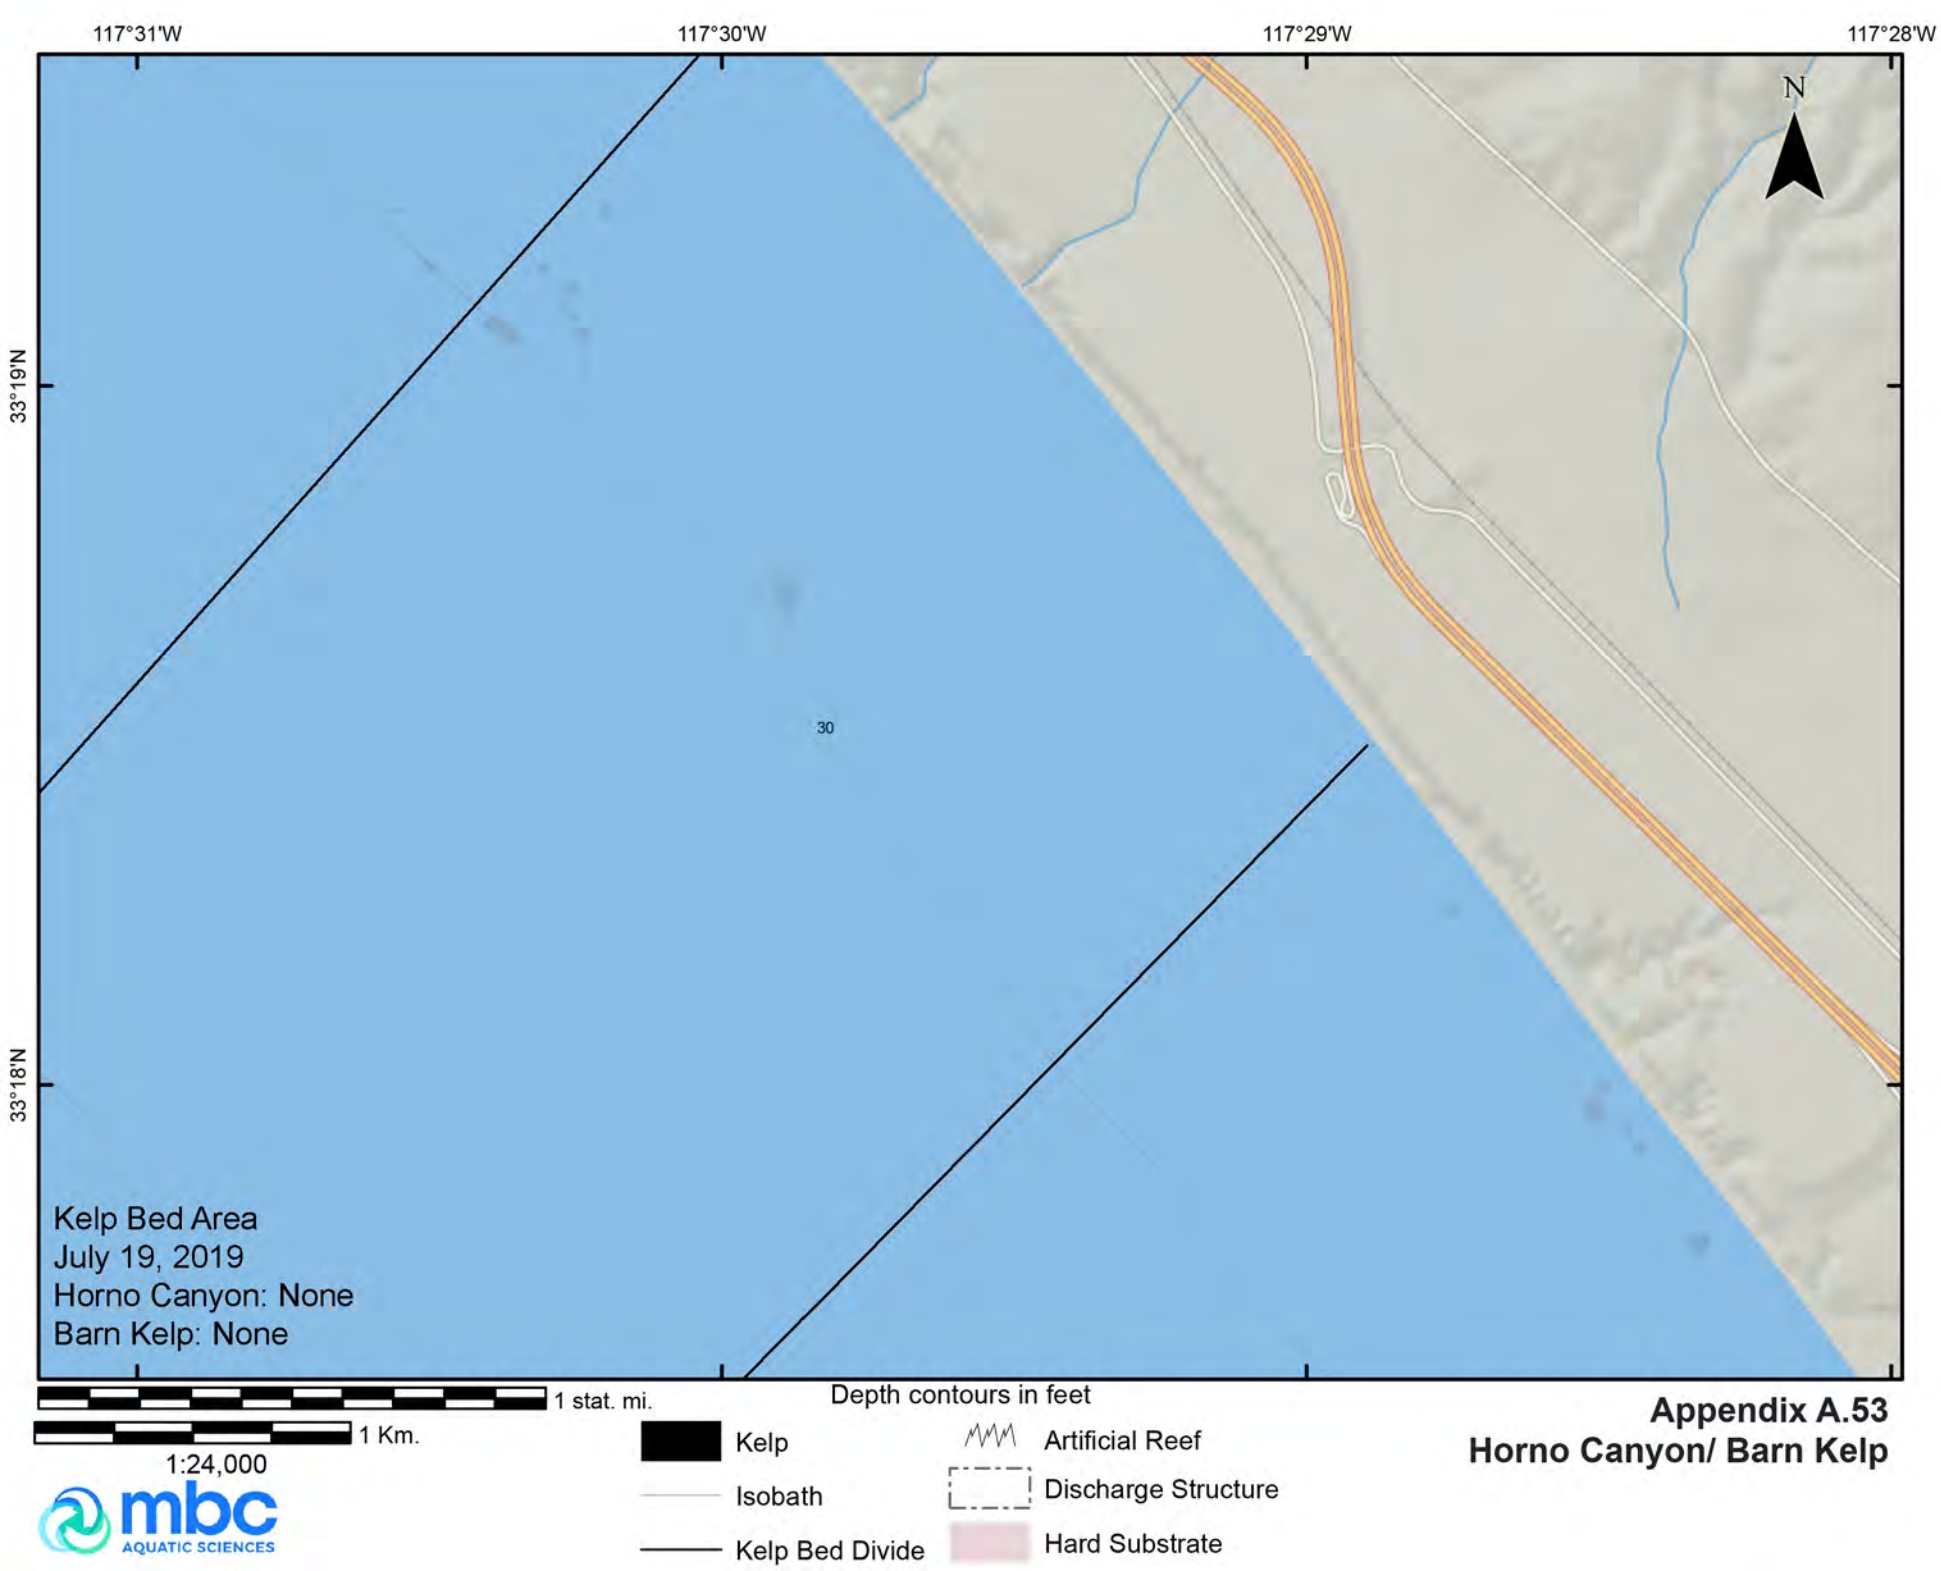 117°31'W 117°30'W 117°29'W 117°28'W
N
33°19'N
30
33°18'N
Kelp Bed Area
July 19, 2019
Horno Canyon: None
Barn Kelp: None
1 stat. mi.
1 Km.
1:24,000
mbc
AQUATIC SCIENCES
Depth contours in feet
Kelp
Isobath
Kelp Bed Divide
Artificial Reef
Discharge Structure
Hard Substrate
Appendix A.53
Horno Canyon/ Barn Kelp